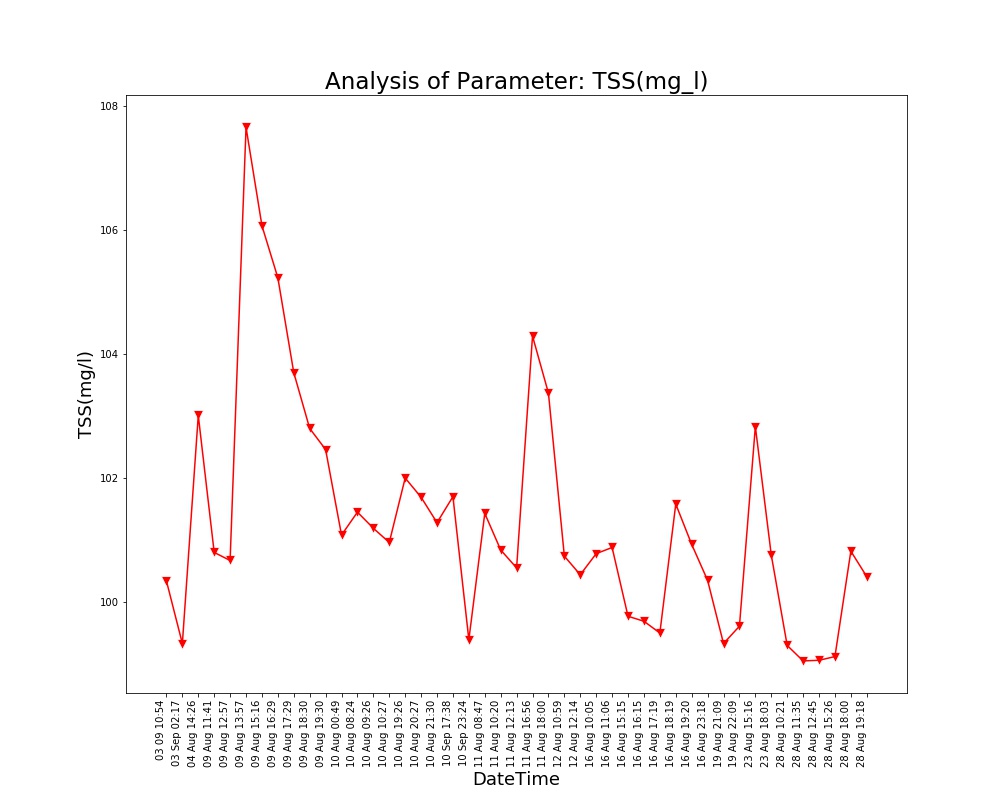 Analysis of Parameter: TSS(mg_l)
108
106
104
102
100
TSS(mg/l)
03 09 10:54
03 Sep 02:17
04 Aug 14:26
09 Aug 11:41
09 Aug 12:57
09 Aug 13:57
09 Aug 15:16
09 Aug 16:29
09 Aug 17:29
09 Aug 18:30
09 Aug 19:30
10 Aug 00:49
10 Aug 08:24
10 Aug 09:26
10 Aug 10:27
10 Aug 19:26
10 Aug 20:27
10 Aug 21:30
10 Sep 17:38
10 Sep 23:24
11 Aug 08:47
11 Aug 10:20
11 Aug 12:13
11 Aug 16:56
11 Aug 18:00
12 Aug 10:59
12 Aug 12:14
16 Aug 10:05
16 Aug 11:06
16 Aug 15:15
16 Aug 16:15
16 Aug 17:19
16 Aug 18:19
16 Aug 19:20
16 Aug 23:18
19 Aug 21:09
19 Aug 22:09
23 Aug 15:16
23 Aug 18:03
28 Aug 10:21
28 Aug 11:35
28 Aug 12:45
28 Aug 15:26
28 Aug 18:00
28 Aug 19:18
DateTime